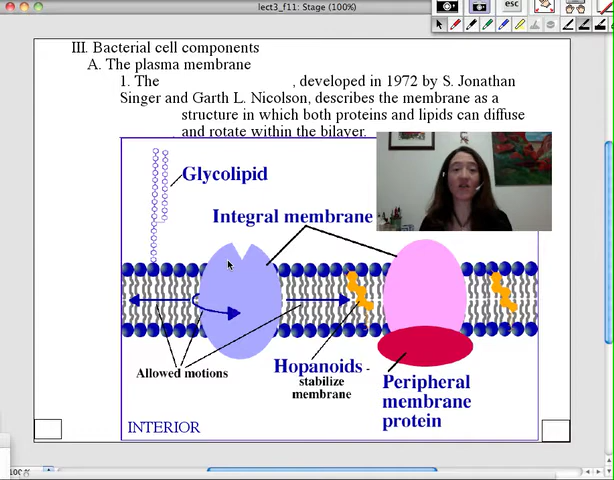 lect3_f11: Stage (100%)
esc
III. Bacterial cell components
A. The plasma membrane
1. The , developed in 1972 by S. Jonathan
Singer and Garth L. Nicolson, describes the membrane as a
structure in which both proteins and lipids can diffuse
and rotate within the bilayer.
Glycolipid
Integral membrane
Allowed motions
Hopanoids -
stabilize
membrane
Peripheral
membrane
protein
INTERIOR
100%